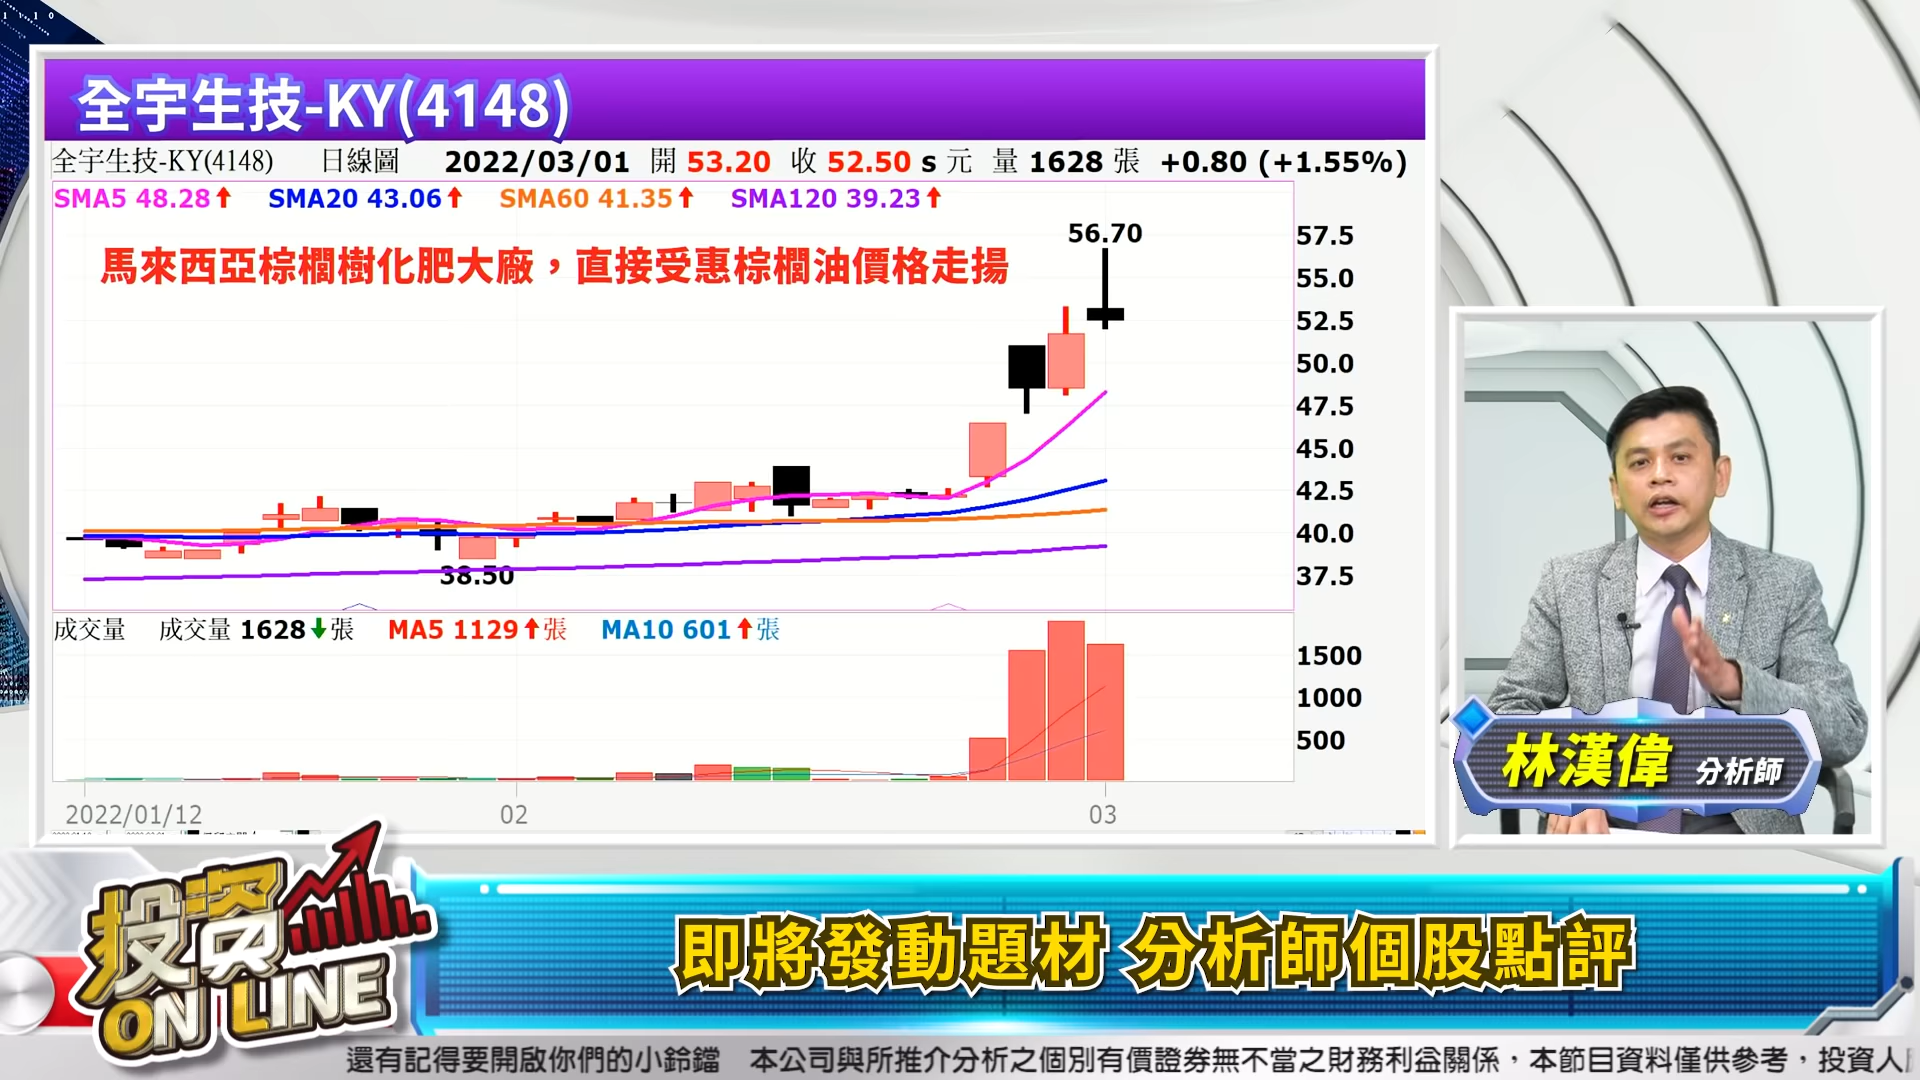 全宇生技-KY(4148)
全宇生技-KY(4148) 日線圖 2022/03/01 開 53.20 收 52.50 s 元 量 1628 張 +0.80 (+1.55%)
SMA5 48.28↑ SMA20 43.06↑ SMA60 41.35↑ SMA120 39.23↑
馬來西亞棕櫚樹化肥大廠，直接受惠棕櫚油價格走揚
56.70
57.5
55.0
52.5
50.0
47.5
45.0
42.5
40.0
37.5
38.50
成交量 成交量 1628↓張 MA5 1129↑張 MA10 601↑張
1500
1000
500
2022/01/12 02 03
林漢偉 分析師
投資
ON LINE
即將發動題材 分析師個股點評
還有記得要開啟你們的小鈴鐺 本公司與所推介分析之個別有價證券無不當之財務利益關係，本節目資料僅供參考，投資人